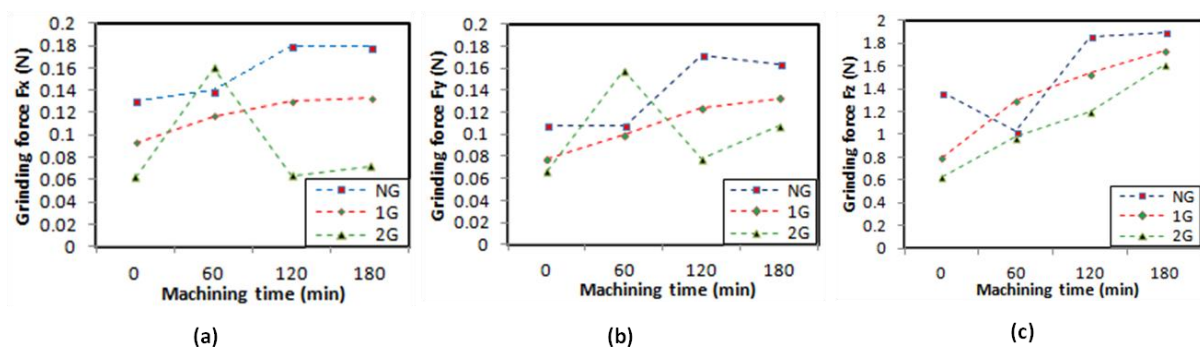 Grinding force Fx (N)
0.2
0.18
0.16
0.14
0.12
0.1
0.08
0.06
0.04
0.02
0
NG
1G
2G
0 60 120 180
Machining time (min)
(a)
Grinding force Fy (N)
0.2
0.18
0.16
0.14
0.12
0.1
0.08
0.06
0.04
0.02
0
NG
1G
2G
0 60 120 180
Machining time (min)
(b)
Grinding force Fz (N)
2
1.8
1.6
1.4
1.2
1
0.8
0.6
0.4
0.2
0
NG
1G
2G
0 60 120 180
Machining time (min)
(c)